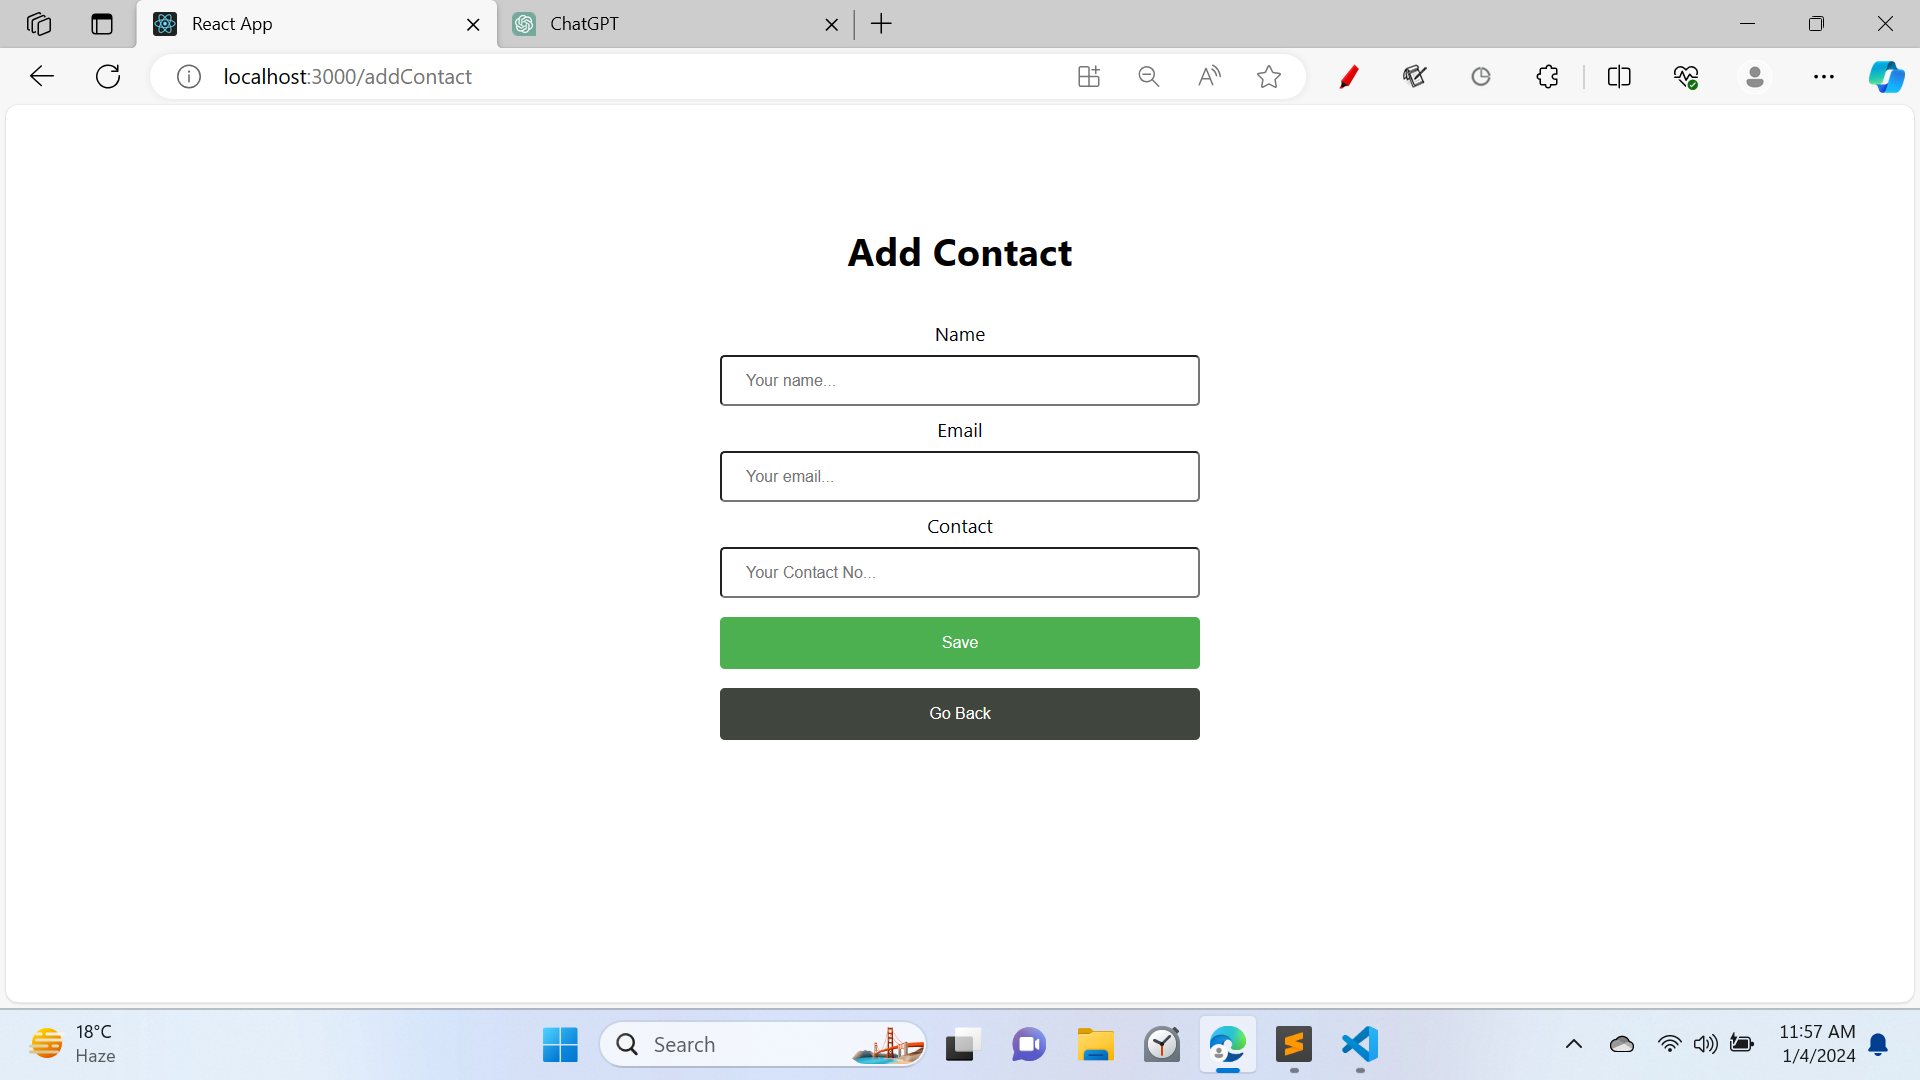 React App
ChatGPT
localhost:3000/addContact
Add Contact
Name
Your name...
Email
Your email...
Contact
Your Contact No...
Save
Go Back
18°C
Haze
Search
11:57 AM
1/4/2024